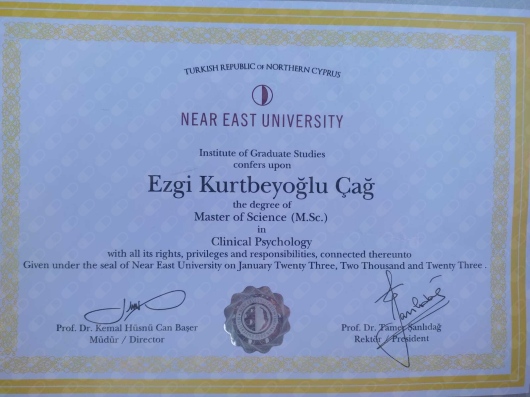 TURKISH REPUBLIC OF NORTHERN CYPRUS
NEAR EAST UNIVERSITY
Institute of Graduate Studies
confers upon
Ezgi Kurtbeyoğlu Çağ
the degree of
Master of Science (M.Sc.)
in
Clinical Psychology
with all its rights, privileges and responsibilities, connected thereunto
Given under the seal of Near East University on January Twenty Three, Two Thousand and Twenty Three .
Prof. Dr. Kemal Hüsnü Can Başer
Müdür / Director
Prof. Dr. Tamer Şanlıdağ
Rektör / President